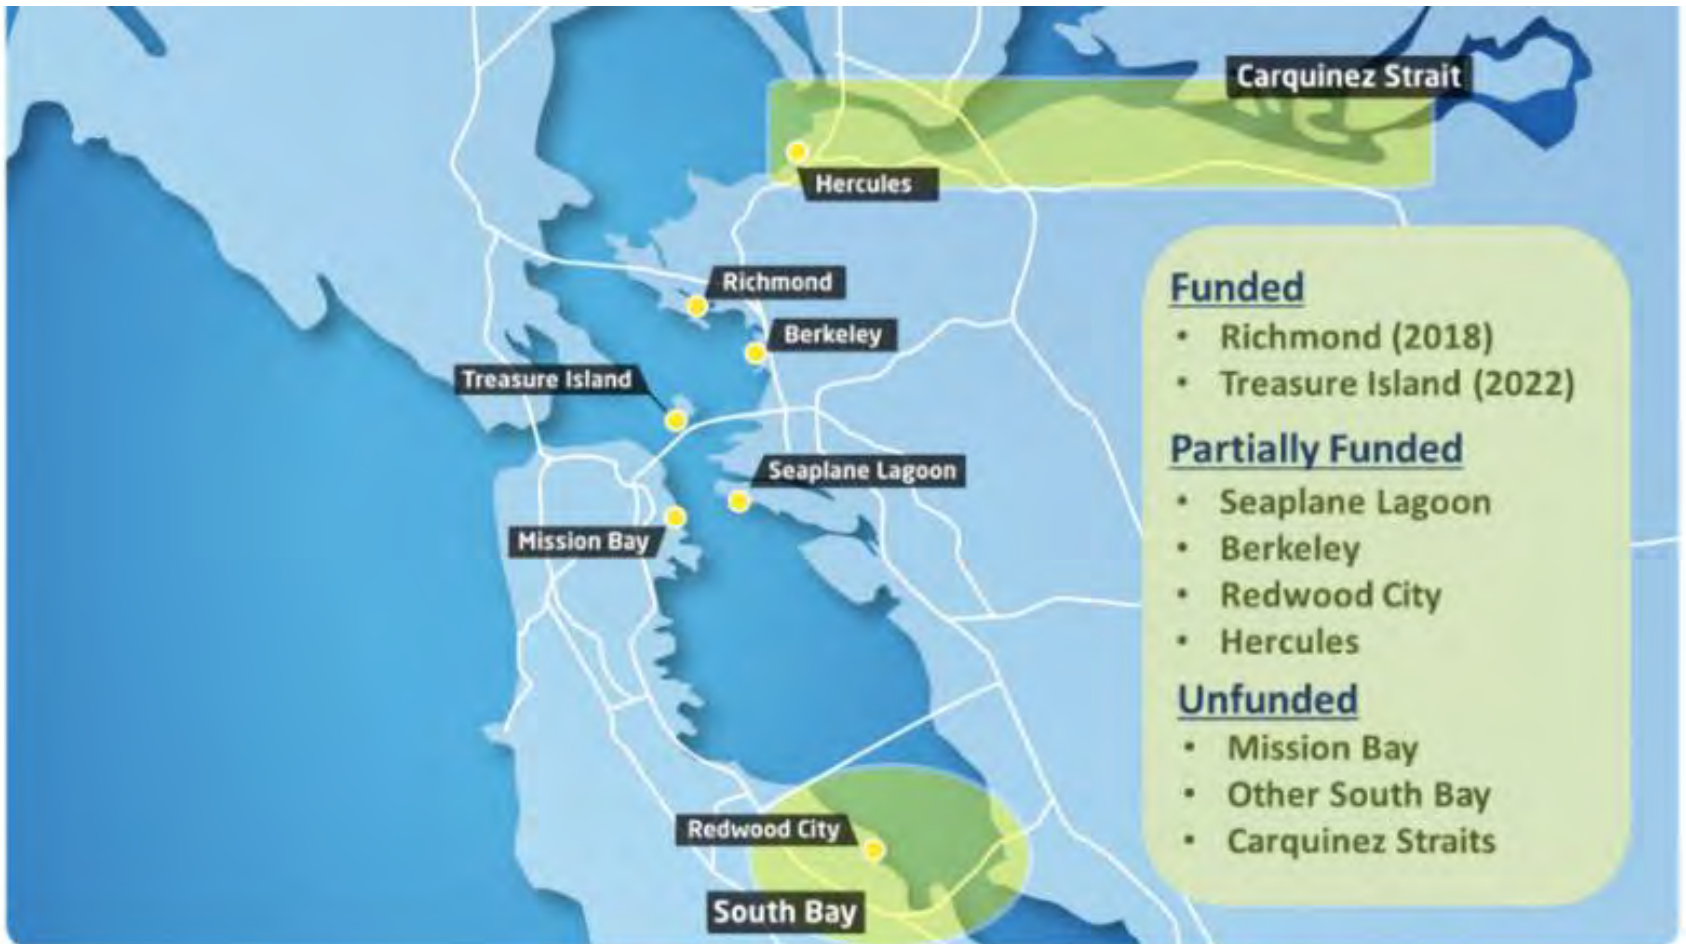 Carquinez Strait
Hercules
Richmond
Berkeley
Treasure Island
Seaplane Lagoon
Mission Bay
Redwood City
South Bay
Funded
• Richmond (2018)
• Treasure Island (2022)
Partially Funded
• Seaplane Lagoon
• Berkeley
• Redwood City
• Hercules
Unfunded
• Mission Bay
• Other South Bay
• Carquinez Straits